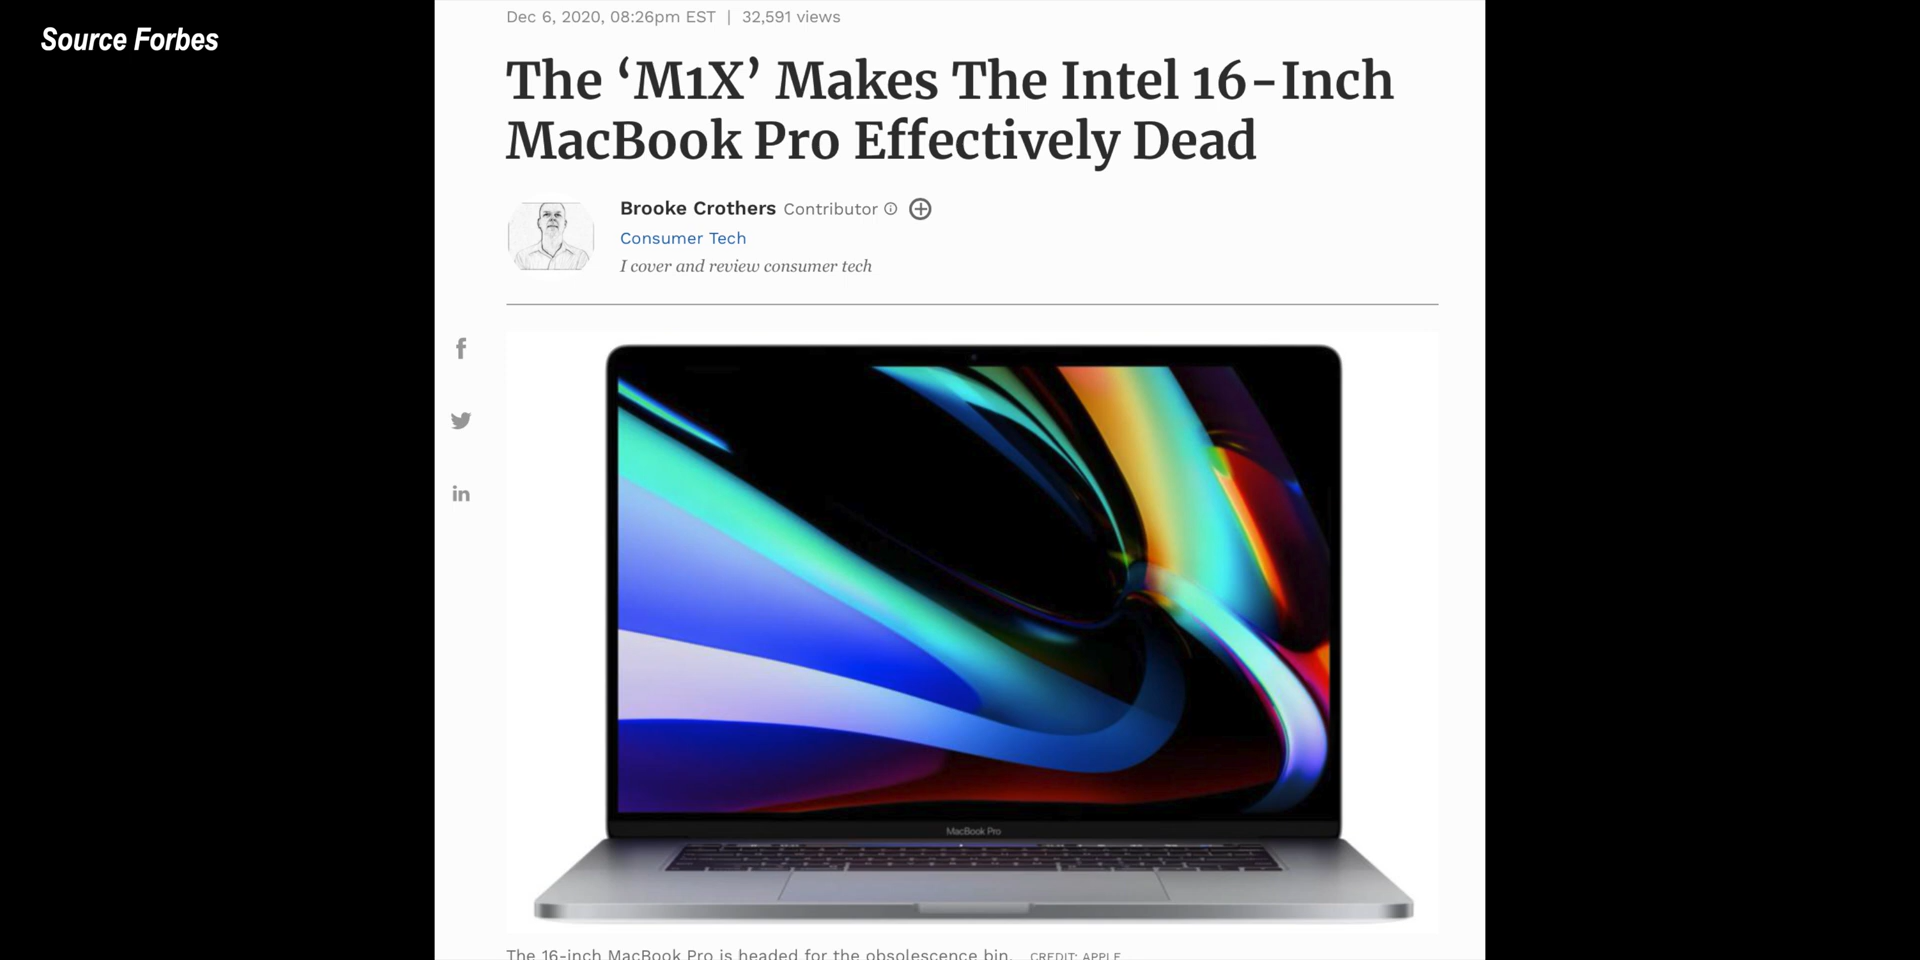 Source Forbes
Dec 6, 2020, 08:26pm EST | 32,591 views
The ‘M1X’ Makes The Intel 16-Inch
MacBook Pro Effectively Dead
Brooke Crothers Contributor
Consumer Tech
I cover and review consumer tech
f
in
MacBook Pro
The 16-inch MacBook Pro is headed for the obsolescence bin. CREDIT: APPLE